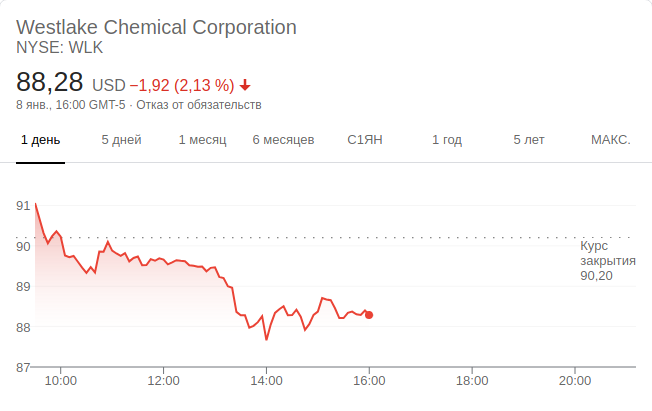 Westlake Chemical Corporation
NYSE: WLK
88,28 USD −1,92 (2,13 %)
8 янв., 16:00 GMT-5 · Отказ от обязательств
1 день 5 дней 1 месяц 6 месяцев С1ЯН 1 год 5 лет МАКС.
91
90
89
88
87
Курс
закрытия
90,20
10:00 12:00 14:00 16:00 18:00 20:00